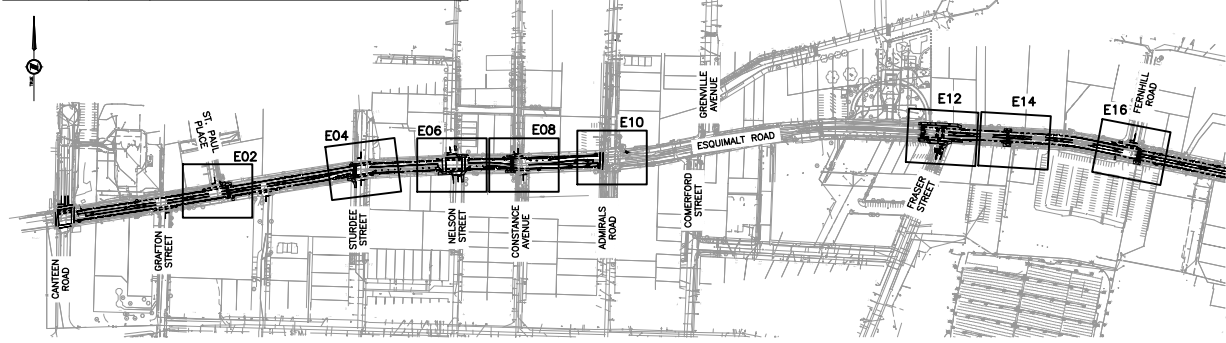 GRENVILLE
AVENUE
FERNHILL
ROAD
ST. PAUL
PLACE
E02
E04
E06
E08
E10
E12
E14
E16
ESQUIMALT ROAD
CANTEEN
ROAD
GRAFTON
STREET
STURDEE
STREET
NELSON
STREET
CONSTANCE
AVENUE
ADMIRALS
ROAD
COMERFORD
STREET
FRASER
STREET